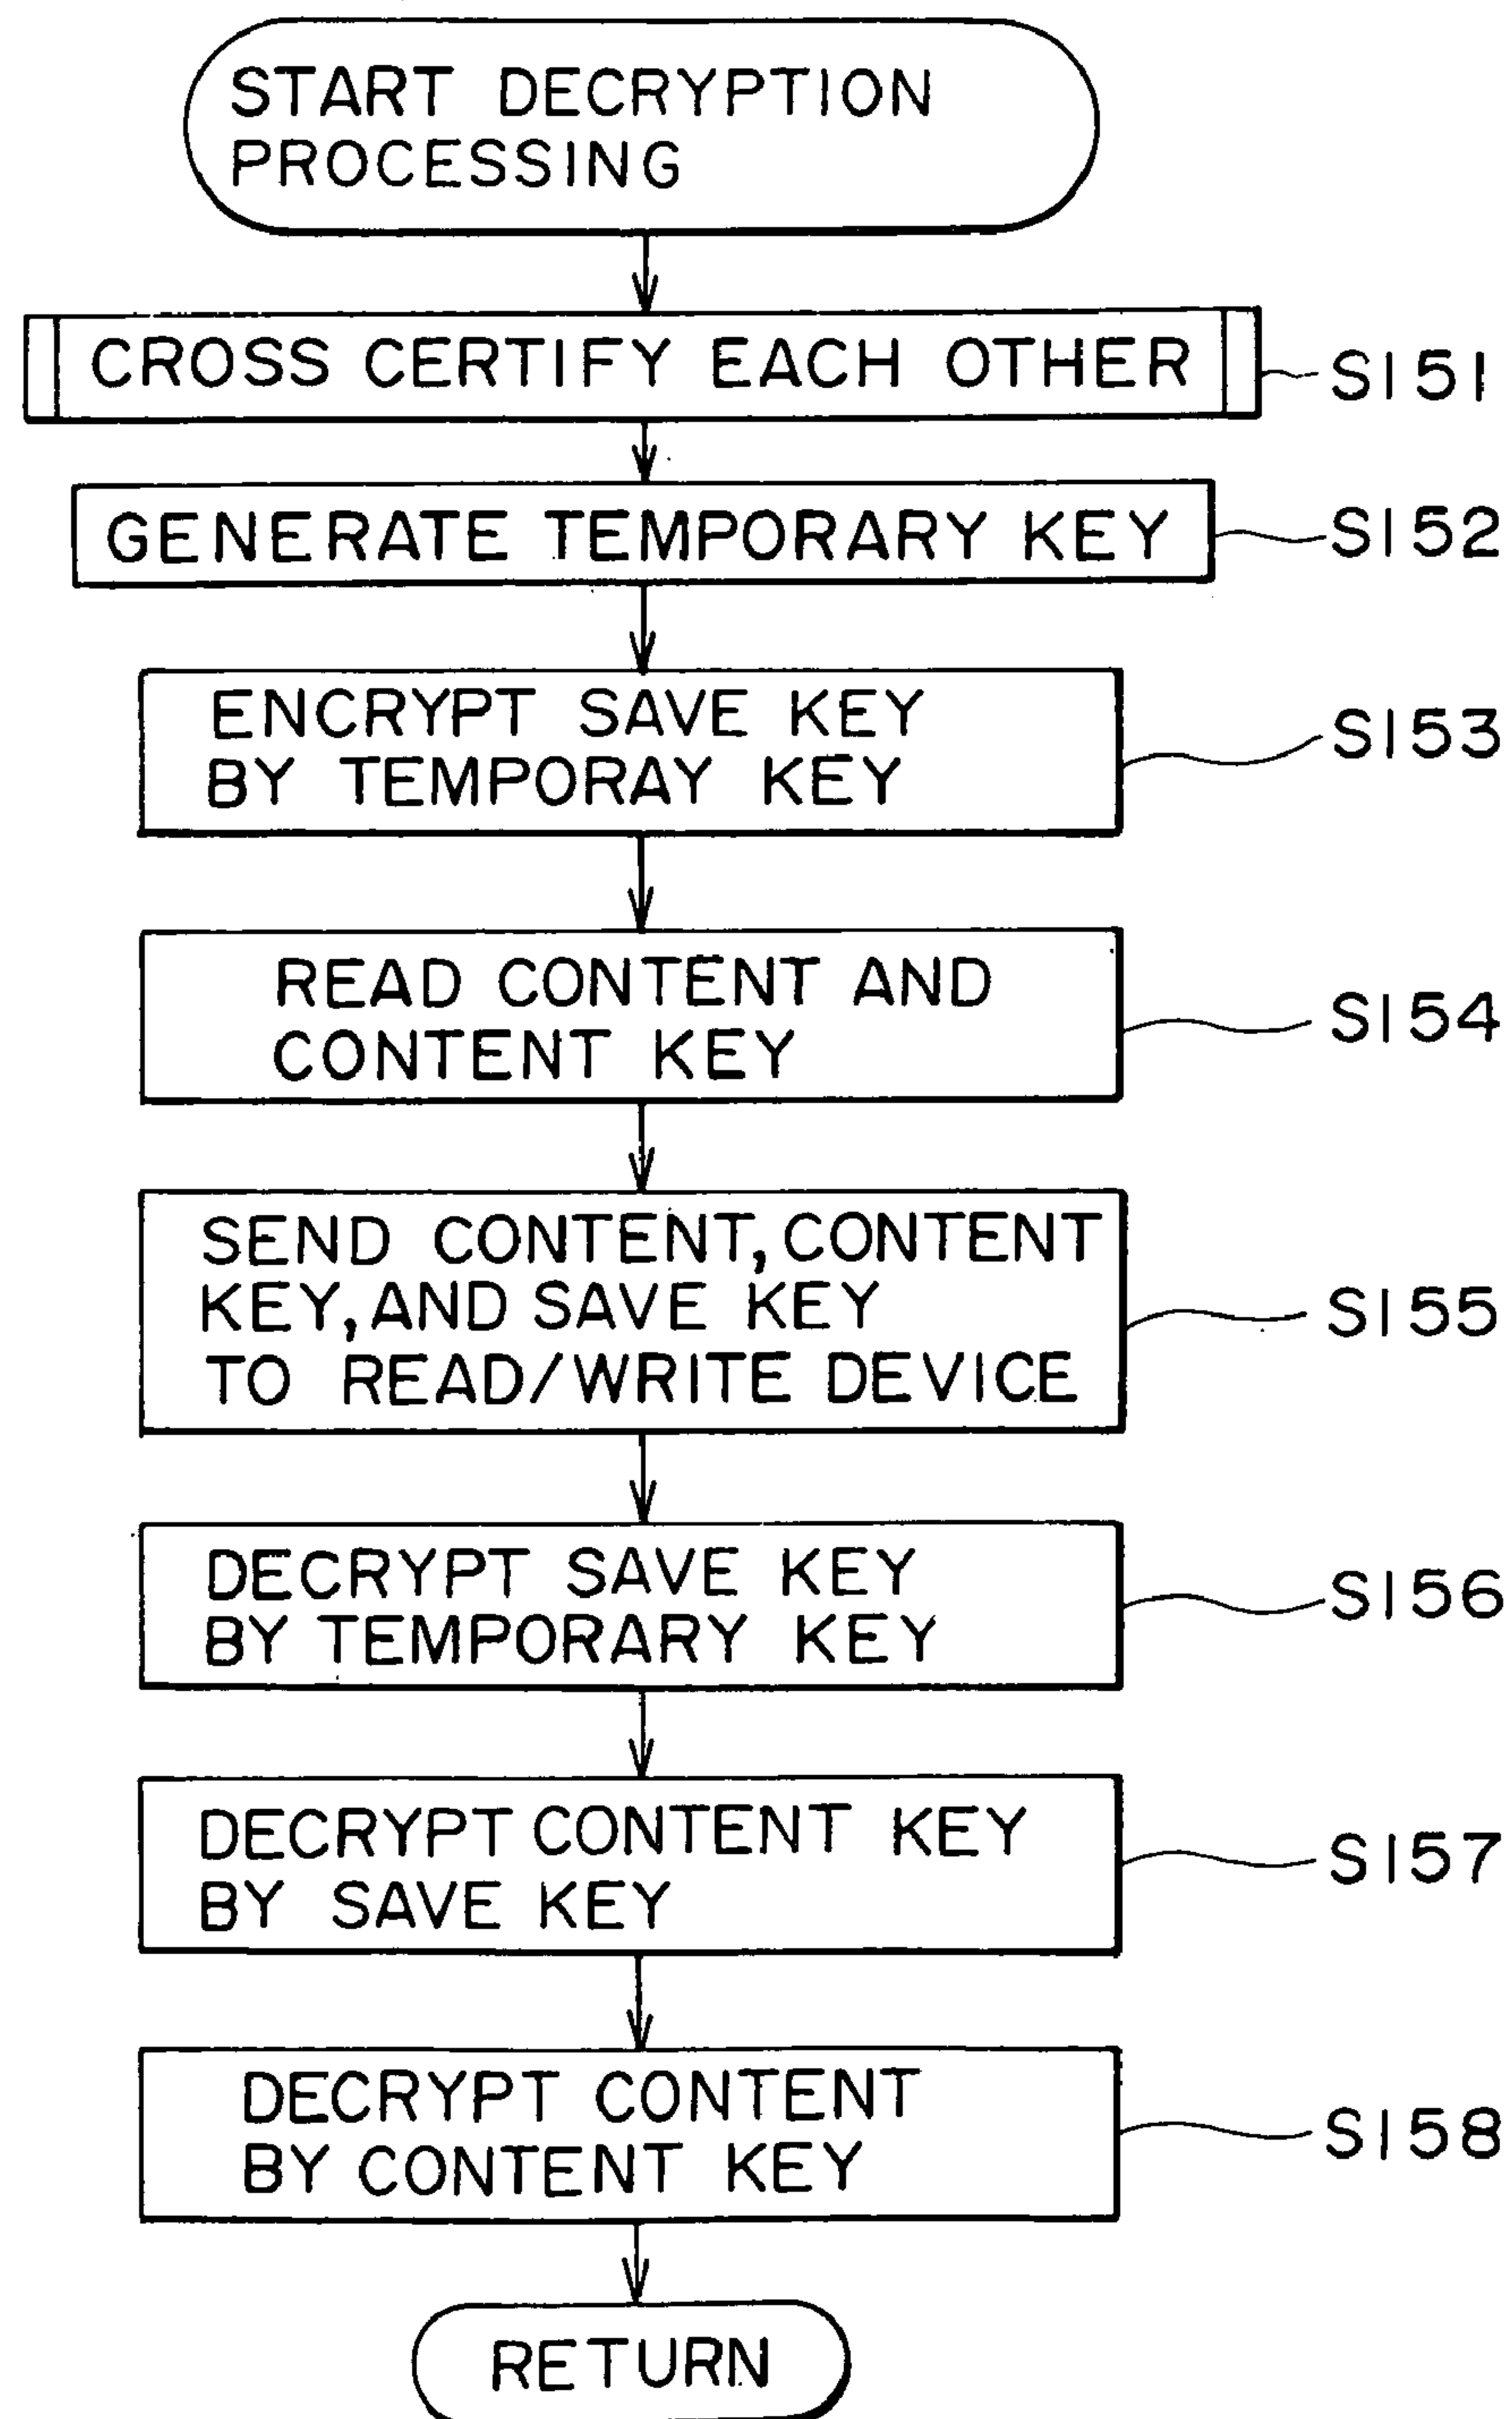 START DECRYPTION
PROCESSING
CROSS CERTIFY EACH OTHER
S151
GENERATE TEMPORARY KEY
S152
ENCRYPT SAVE KEY
BY TEMPORAY KEY
S153
READ CONTENT AND
CONTENT KEY
S154
SEND CONTENT, CONTENT
KEY, AND SAVE KEY
TO READ/WRITE DEVICE
S155
DECRYPT SAVE KEY
BY TEMPORARY KEY
S156
DECRYPT CONTENT KEY
BY SAVE KEY
S157
DECRYPT CONTENT
BY CONTENT KEY
S158
RETURN